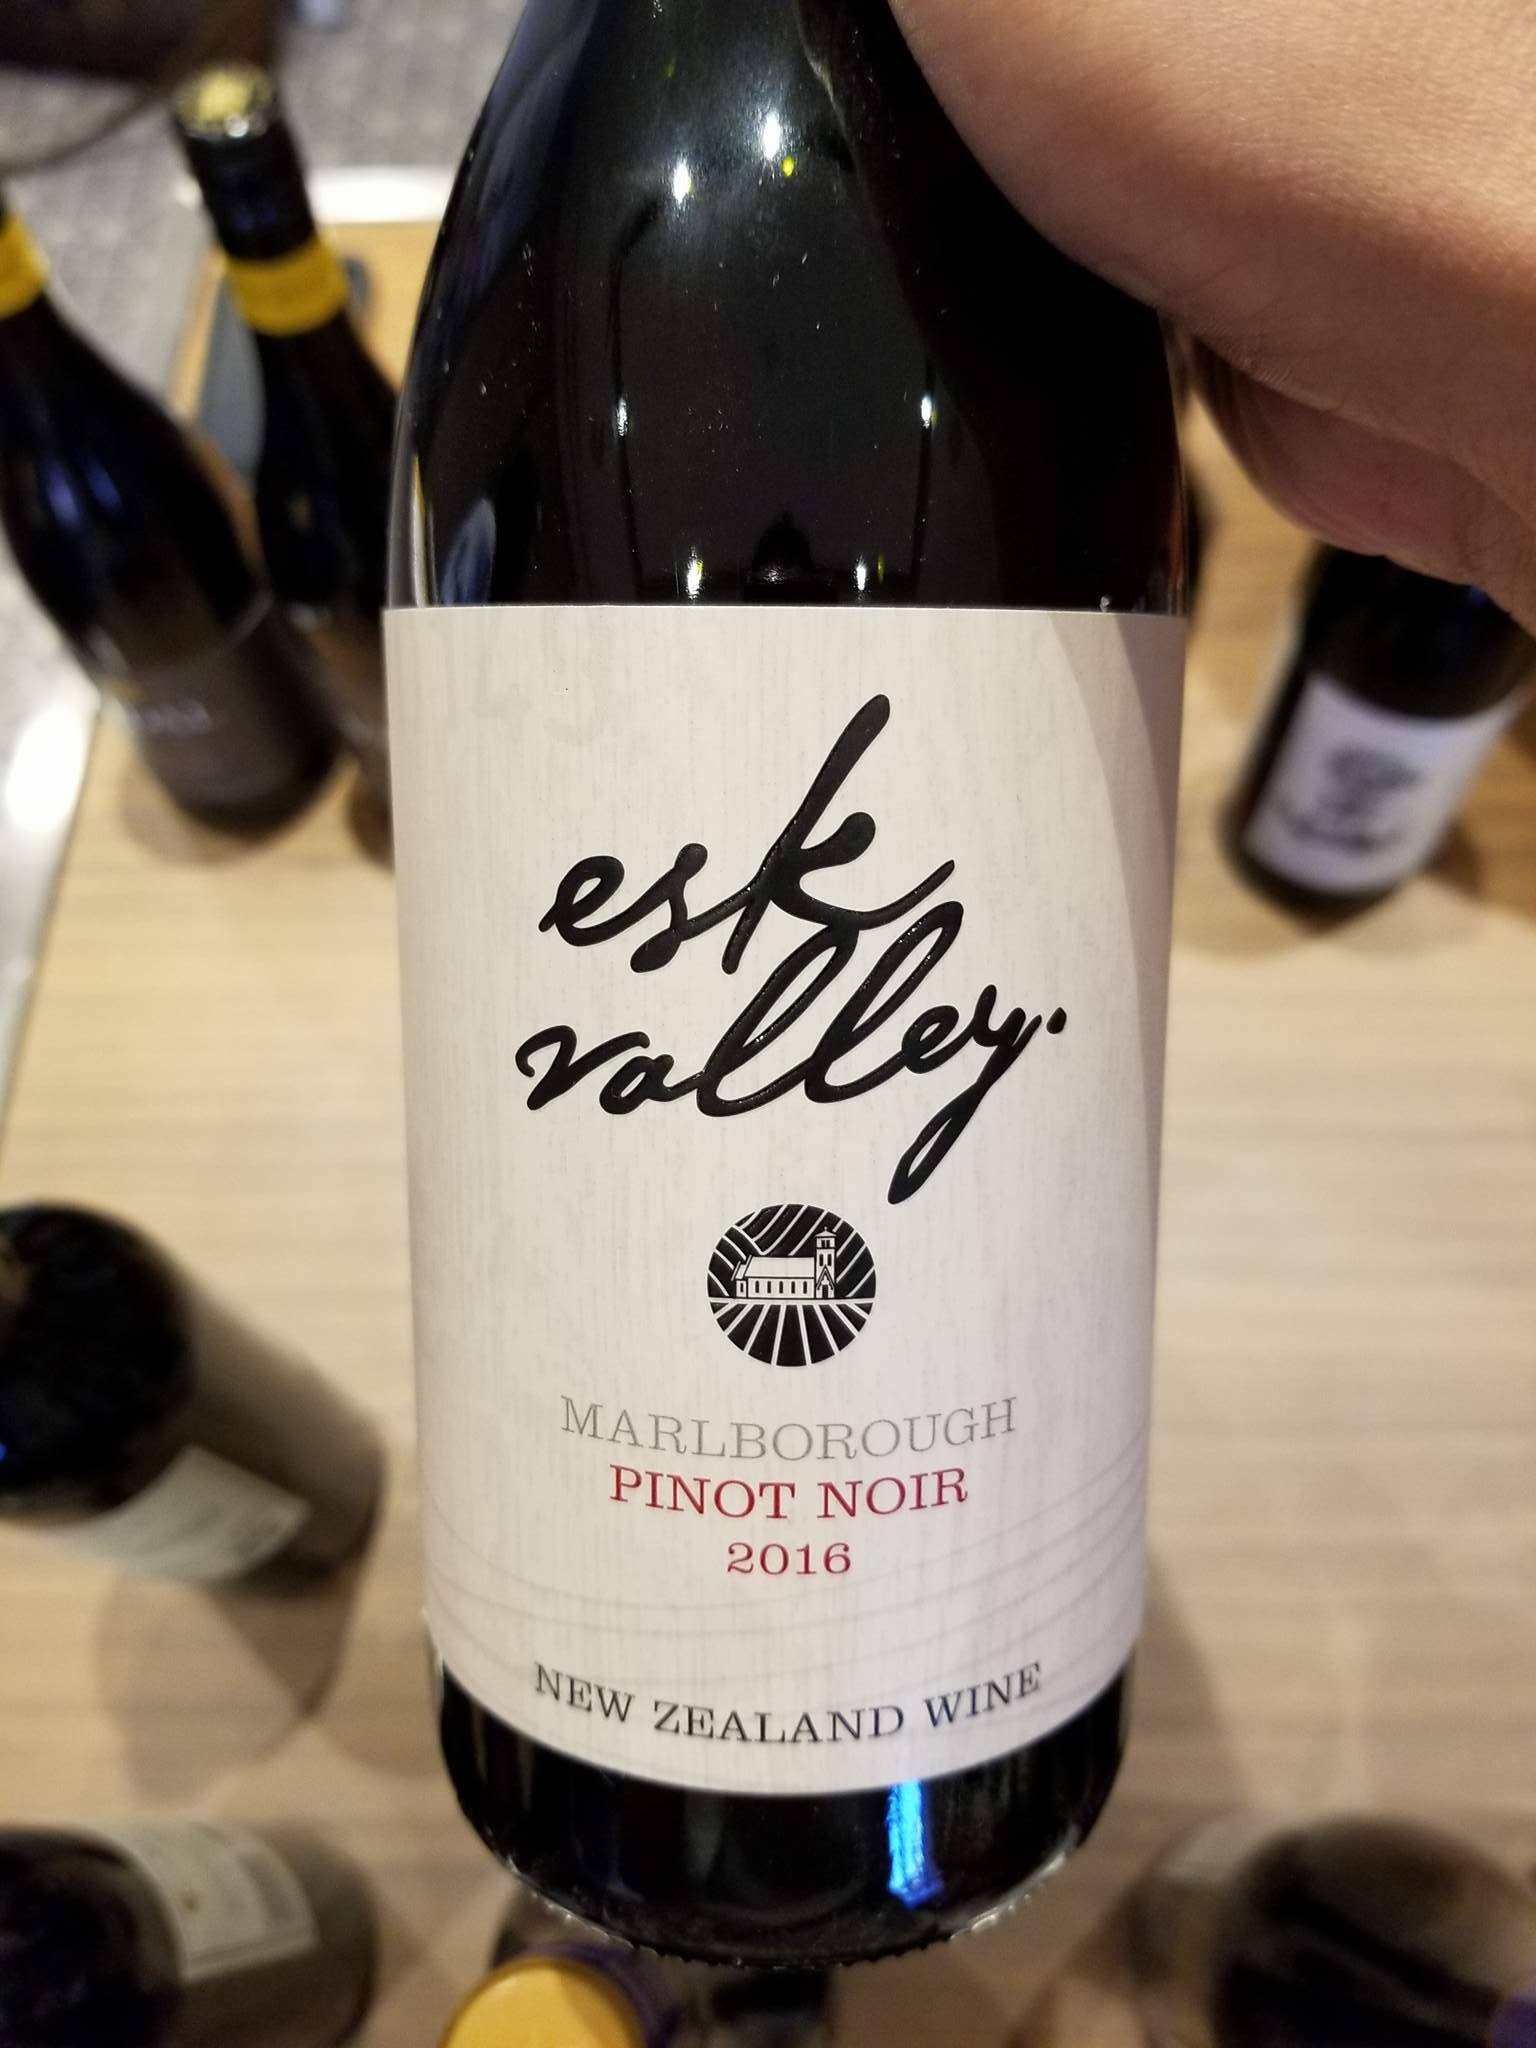 esk
valley.
MARLBOROUGH
PINOT NOIR
2016
NEW ZEALAND WINE